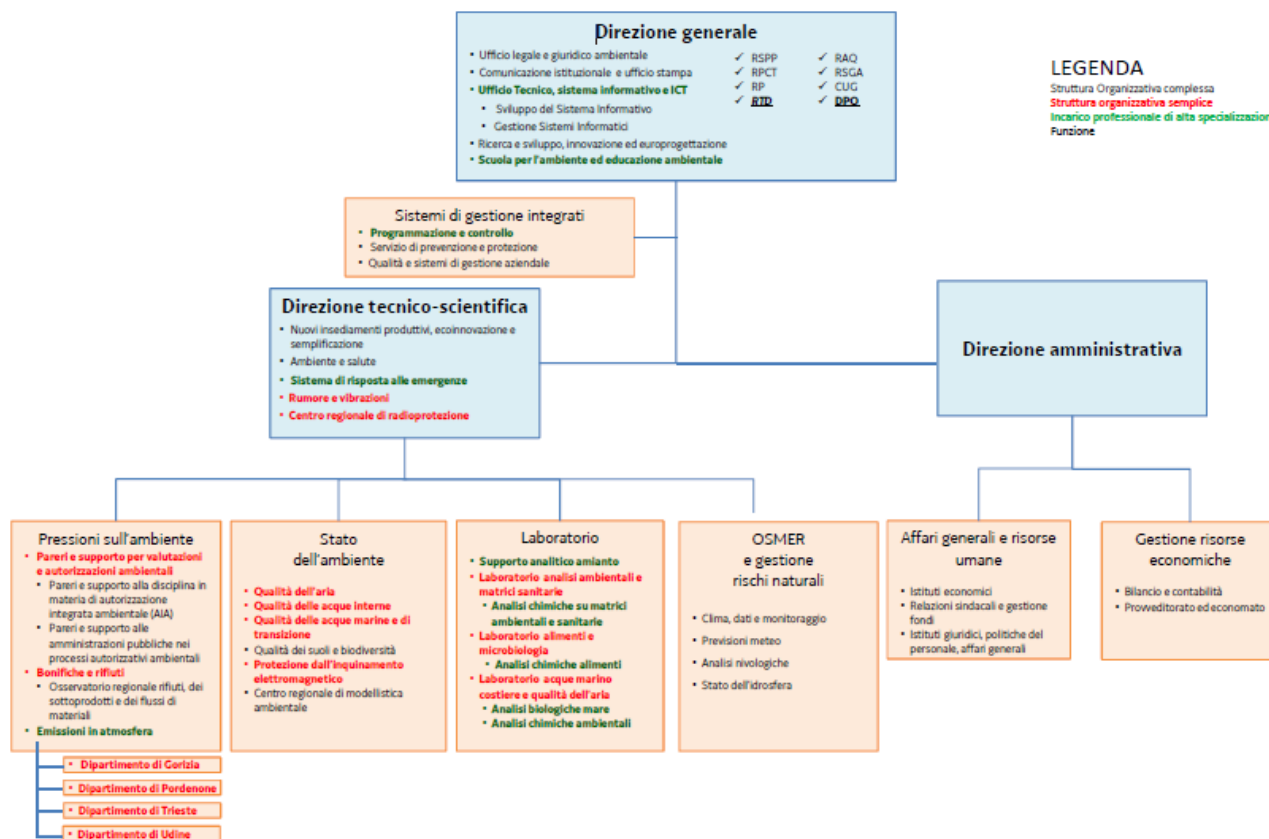 Direzione generale
• Ufficio legale e giuridico ambientale
• Comunicazione istituzionale e ufficio stampa
• Ufficio Tecnico, sistema informativo e ICT
• Sviluppo del Sistema Informativo
• Gestione Sistemi Informatici
• Ricerca e sviluppo, innovazione ed europrogettazione
• Scuola per l'ambiente ed educazione ambientale
✓ RSPP
✓ RPCT
✓ RP
✓ RTD
✓ RAQ
✓ RSGA
✓ CUG
✓ DPO
LEGENDA
Struttura Organizzativa complessa
Struttura organizzativa semplice
Incarico professionale di alta specializzazion
Funzione
Sistemi di gestione integrati
• Programmazione e controllo
• Servizio di prevenzione e protezione
• Qualità e sistemi di gestione aziendale
Direzione tecnico-scientifica
• Nuovi insediamenti produttivi, ecoinnovazione e
semplificazione
• Ambiente e salute
• Sistema di risposta alle emergenze
• Rumore e vibrazioni
• Centro regionale di radioprotezione
Direzione amministrativa
Pressioni sull'ambiente
• Pareri e supporto per valutazioni
e autorizzazioni ambientali
• Pareri e supporto alla disciplina in
materia di autorizzazione
integrata ambientale (AIA)
• Pareri e supporto alle
amministrazioni pubbliche nei
processi autorizzativi ambientali
• Bonifiche e rifiuti
• Osservatorio regionale rifiuti, dei
sottoprodotti e dei flussi di
materiali
• Emissioni in atmosfera
• Dipartimento di Gorizia
• Dipartimento di Pordenone
• Dipartimento di Trieste
• Dipartimento di Udine
Stato
dell'ambiente
• Qualità dell'aria
• Qualità delle acque interne
• Qualità delle acque marine e di
transizione
• Qualità dei suoli e biodiversità
• Protezione dall'inquinamento
elettromagnetico
• Centro regionale di modellistica
ambientale
Laboratorio
• Supporto analitico amianto
• Laboratorio analisi ambientali e
matrici sanitarie
• Analisi chimiche su matrici
ambientali e sanitarie
• Laboratorio alimenti e
microbiologia
• Analisi chimiche alimenti
• Laboratorio acque marino
costiere e qualità dell'aria
• Analisi biologiche mare
• Analisi chimiche ambientali
OSMER
e gestione
rischi naturali
• Clima, dati e monitoraggio
• Previsioni meteo
• Analisi nivologiche
• Stato dell'idrosfera
Affari generali e risorse
umane
• Istituti economici
• Relazioni sindacali e gestione
fondi
• Istituti giuridici, politiche del
personale, affari generali
Gestione risorse
economiche
• Bilancio e contabilità
• Provveditorato ed economato